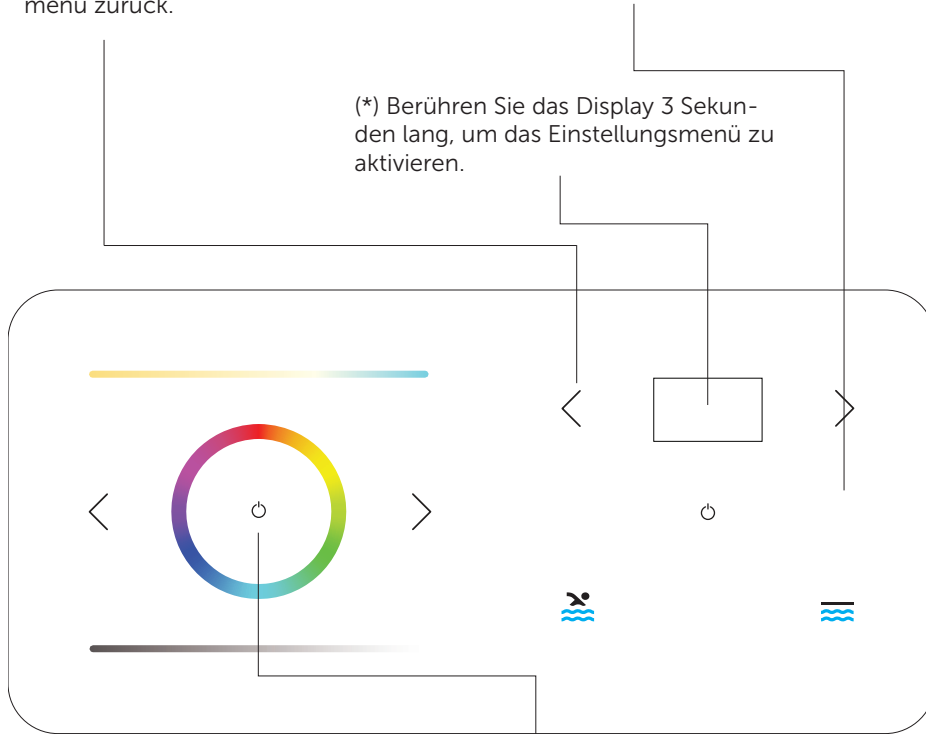 menü zurück.
(*) Berühren Sie das Display 3 Sekun-
den lang, um das Einstellungsmenü zu
aktivieren.